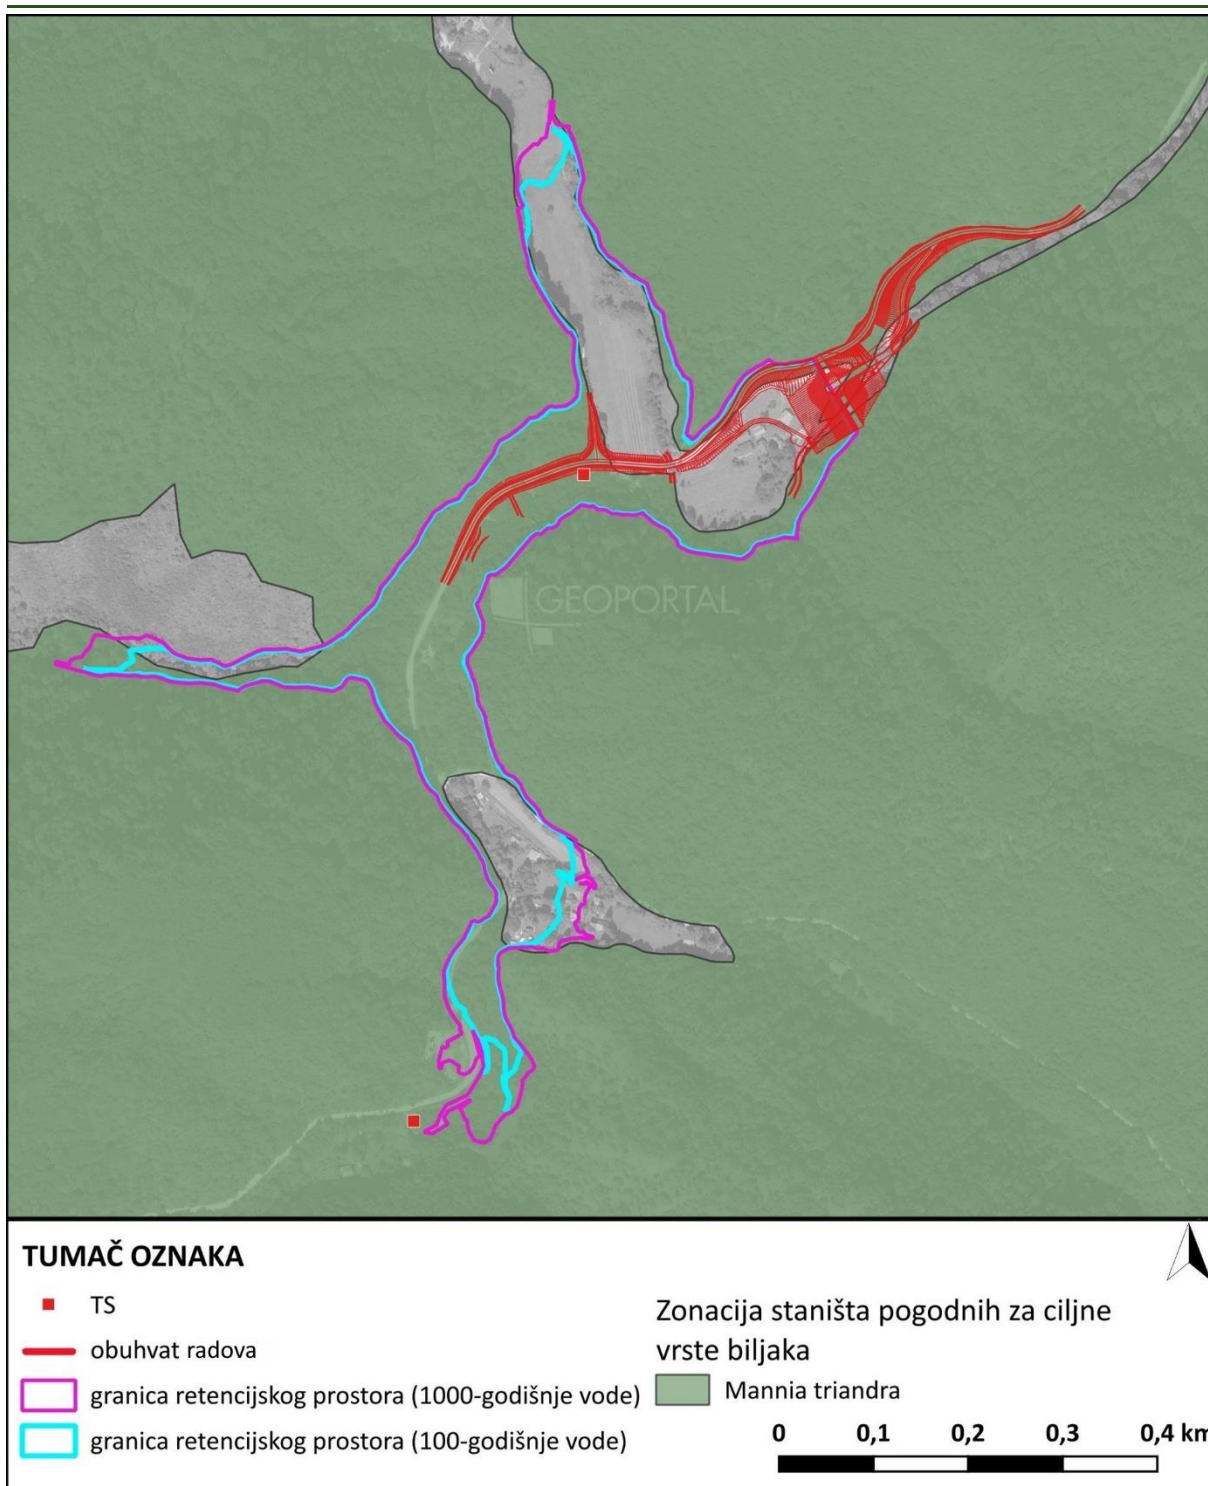 GEOPORTAL
TUMAČ OZNAKA
TS
obuhvat radova
granica retencijskog prostora (1000-godišnje vode)
granica retencijskog prostora (100-godišnje vode)
Zonacija staništa pogodnih za ciljne
vrste biljaka
Mannia triandra
0 0,1 0,2 0,3 0,4 km